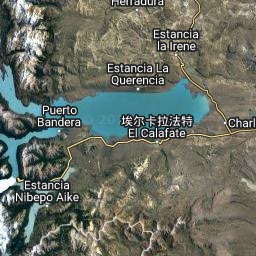 Herradura
Estancia
la Irene
Estancia La
Querencia
Puerto
Bandera
埃尔卡拉法特
El Calafate
Charl
Estancia
Nibepo Aike